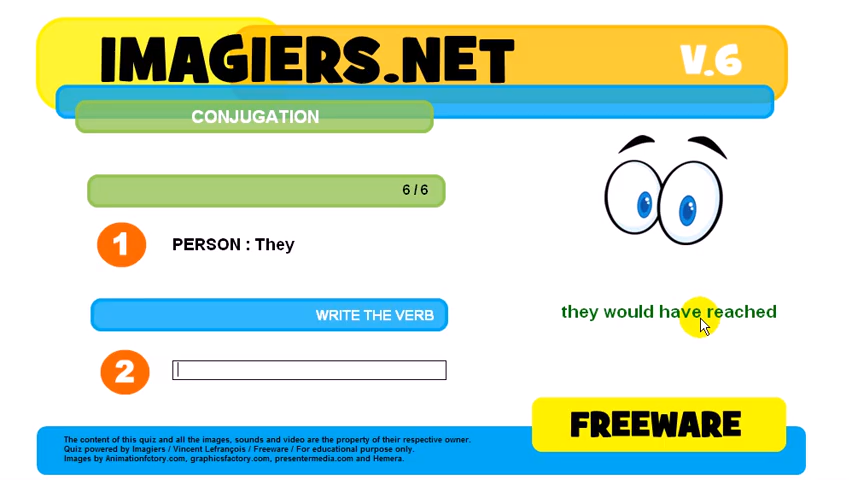 IMAGIERS.NET
V.6
CONJUGATION
6 / 6
1
PERSON : They
WRITE THE VERB
they would have reached
2
FREEWARE
The content of this quiz and all the images, sounds and video are the property of their respective owner.
Quiz powered by Imagiers / Vincent Lefrançois / Freeware / For educational purpose only.
Images by Animationfctory.com, graphicsfactory.com, presentermedia.com and Hemera.